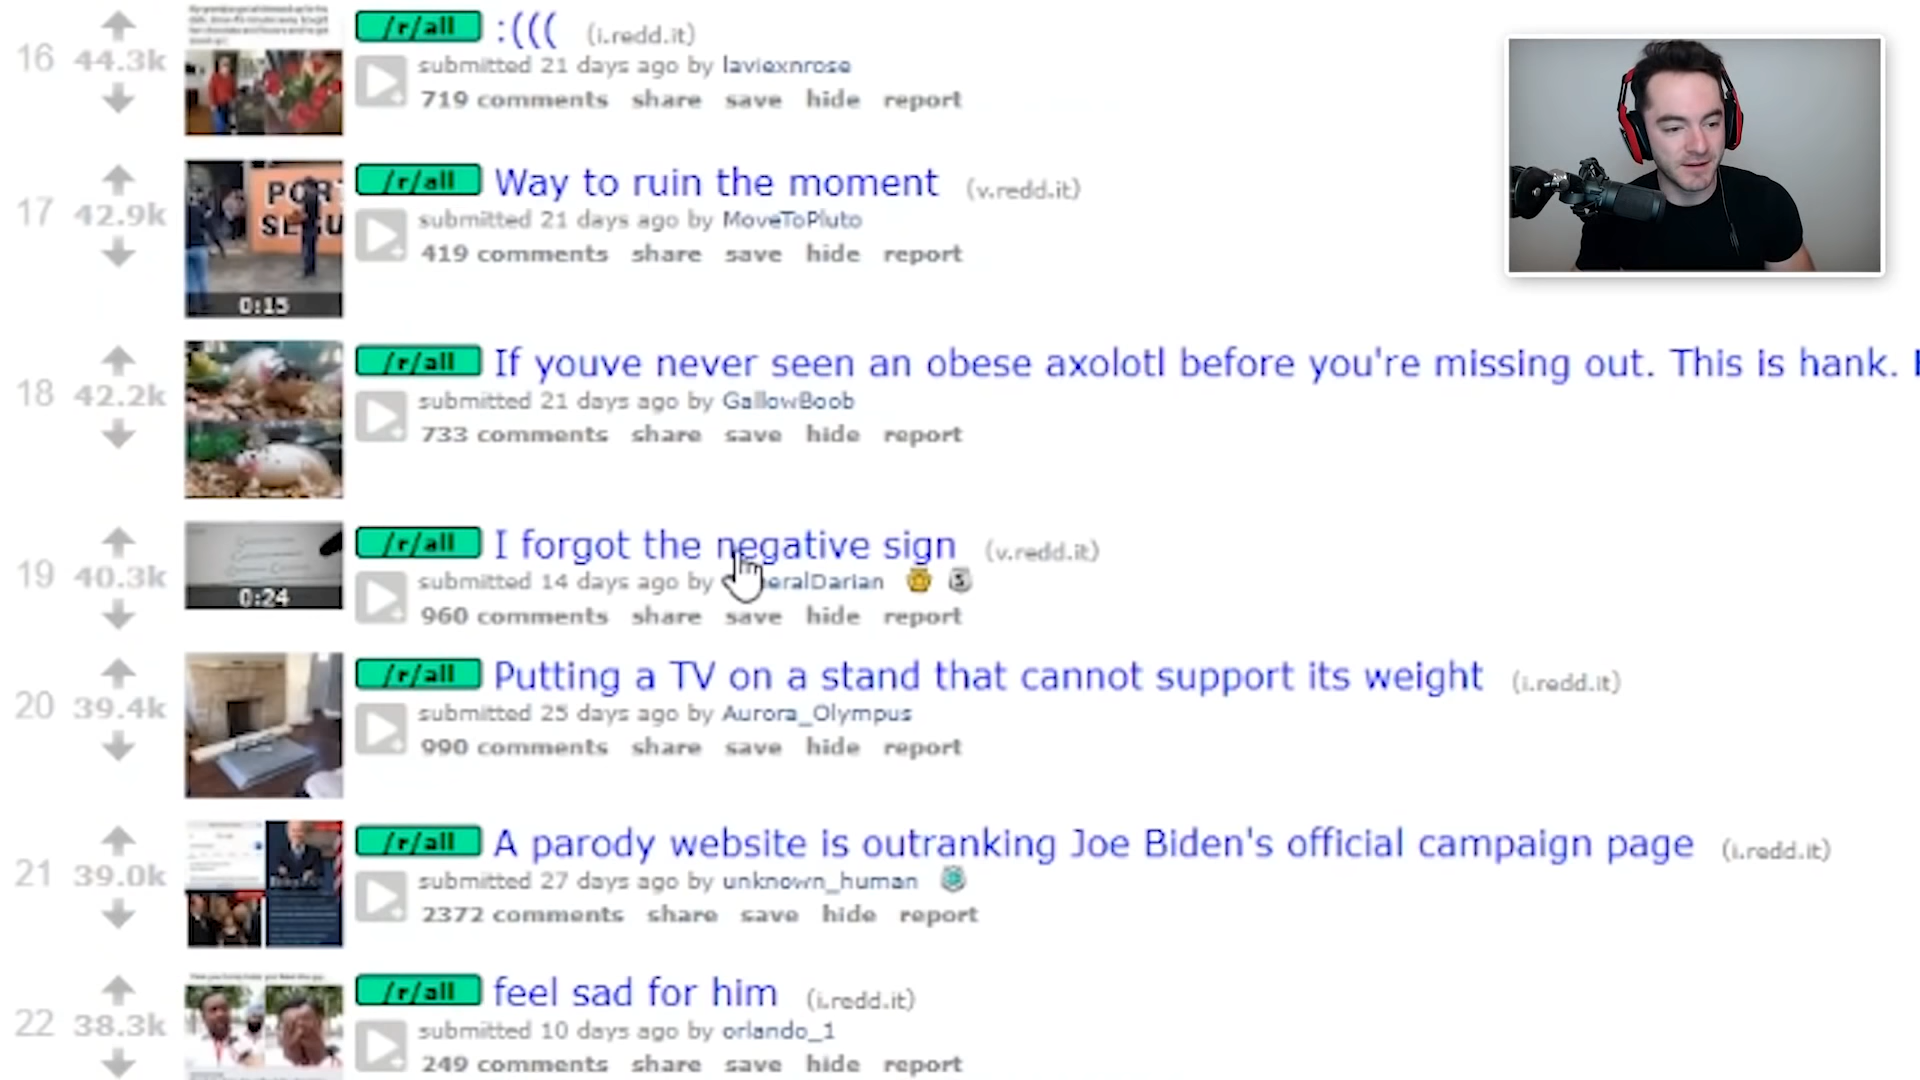 16 44.3k /r/all :((( (i.redd.it)
submitted 21 days ago by laviexnrose
719 comments share save hide report
17 42.9k /r/all Way to ruin the moment (v.redd.it)
submitted 21 days ago by MoveToPluto
419 comments share save hide report
0:15
18 42.2k /r/all If youve never seen an obese axolotl before you're missing out. This is hank.
submitted 21 days ago by GallowBoob
733 comments share save hide report
19 40.3k /r/all I forgot the negative sign (v.redd.it)
submitted 14 days ago by
960 comments share save hide report
0:24
20 39.4k /r/all Putting a TV on a stand that cannot support its weight (i.redd.it)
submitted 25 days ago by Aurora_Olympus
990 comments share save hide report
21 39.0k /r/all A parody website is outranking Joe Biden's official campaign page (i.redd.it)
submitted 27 days ago by unknown_human
2372 comments share save hide report
22 38.3k /r/all feel sad for him (i.redd.it)
submitted 10 days ago by orlando_1
249 comments share save hide report